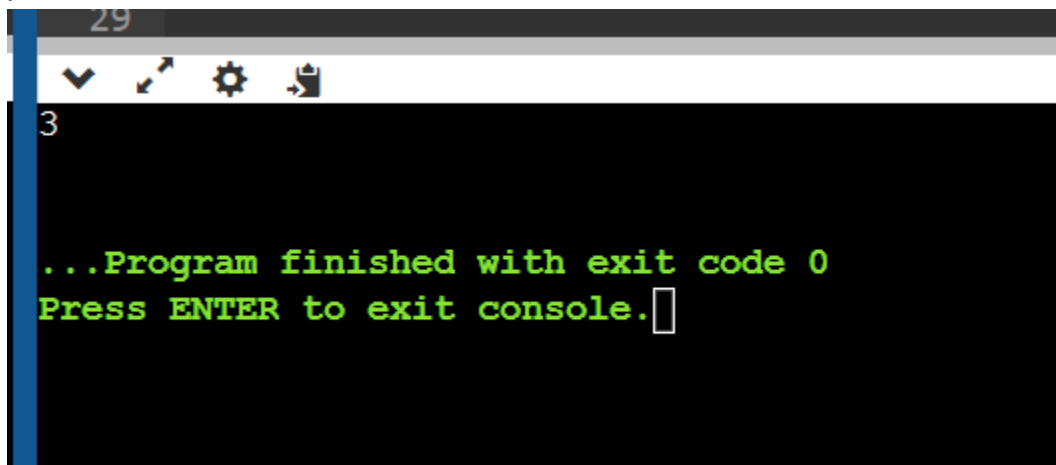 29
3
...Program finished with exit code 0
Press ENTER to exit console.